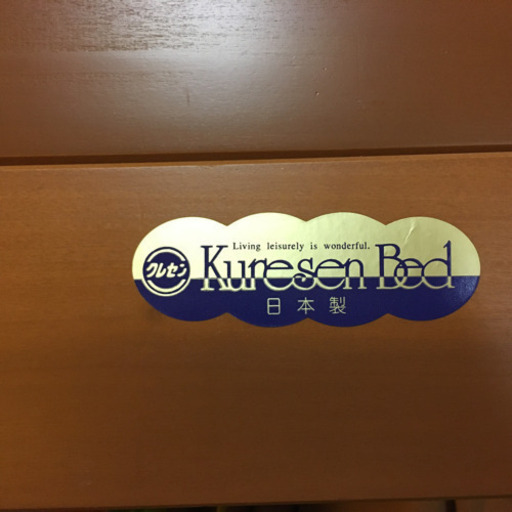 Living leisurely is wonderful.
クレセン Kuresen Bed
日本製